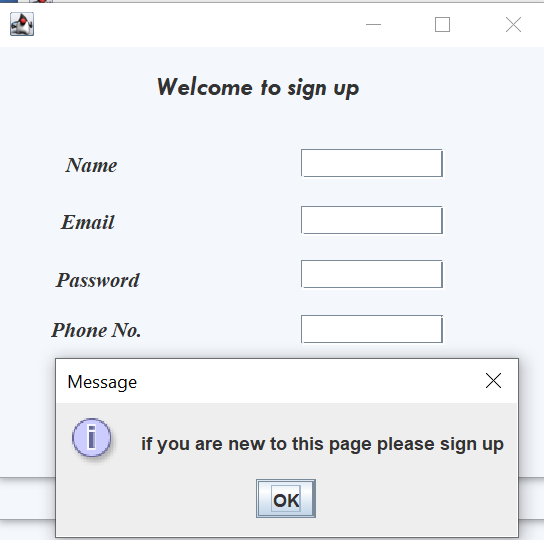 Welcome to sign up
Name
Email
Password
Phone No.
Message
if you are new to this page please sign up
OK